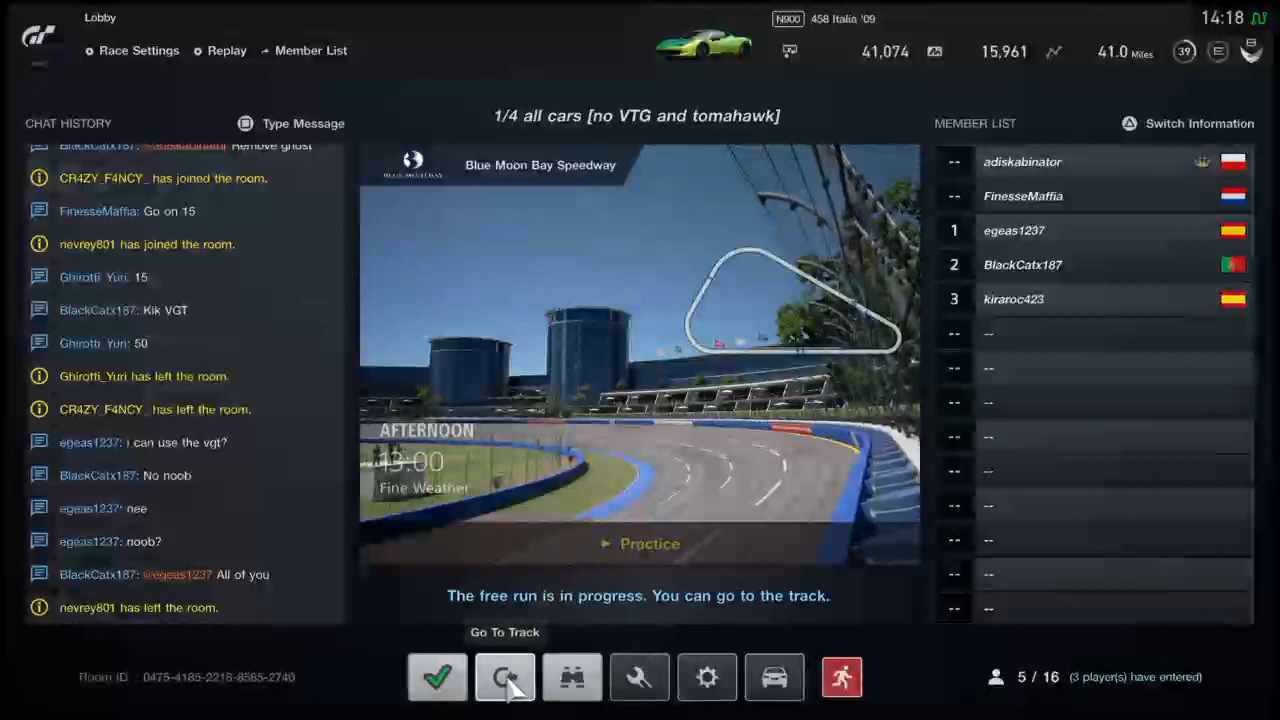 Lobby
N900 458 Italia '09
14:18
Race Settings Replay Member List
41,074 15,961 41.0 Miles 39
1/4 all cars [no VTG and tomahawk]
CHAT HISTORY Type Message
MEMBER LIST Switch Information
BlackCatx187: @adiskabinator Remove ghost
CR4ZY_F4NCY_ has joined the room.
FinesseMaffia: Go on 15
nevrey801 has joined the room.
Ghirotti_Yuri: 15
BlackCatx187: Kik VGT
Ghirotti_Yuri: 50
Ghirotti_Yuri has left the room.
CR4ZY_F4NCY_ has left the room.
egeas1237: i can use the vgt?
BlackCatx187: No noob
egeas1237: nee
egeas1237: noob?
BlackCatx187: @egeas1237 All of you
nevrey801 has left the room.
Blue Moon Bay Speedway
AFTERNOON
13:00
Fine Weather
Practice
The free run is in progress. You can go to the track.
-- adiskabinator
-- FinesseMaffia
1 egeas1237
2 BlackCatx187
3 kiraroc423
-- --
-- --
-- --
-- --
-- --
-- --
-- --
-- --
-- --
Go To Track
Room ID : 0475-4185-2218-8585-2740
5 / 16 (3 player(s) have entered)